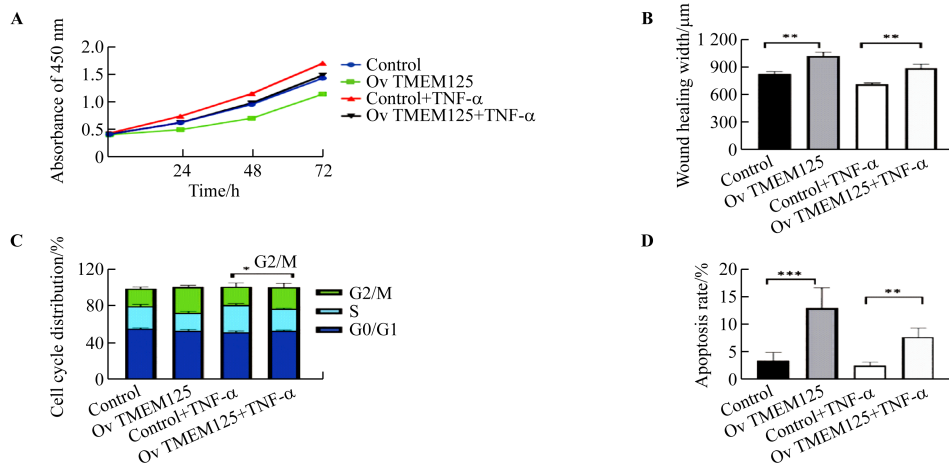 A
Absorbance of 450 nm
2.0
1.5
1.0
0.5
0
24
48
72
Time/h
Control
Ov TMEM125
Control+TNF-α
Ov TMEM125+TNF-α
B
Wound healing width/μm
1 200
900
600
300
0
**
**
Control
Ov TMEM125
Control+TNF-α
Ov TMEM125+TNF-α
C
Cell cycle distribution/%
120
80
40
0
* G2/M
G2/M
S
G0/G1
Control
Ov TMEM125
Control+TNF-α
Ov TMEM125+TNF-α
D
Apoptosis rate/%
20
15
10
5
0
***
**
Control
Ov TMEM125
Control+TNF-α
Ov TMEM125+TNF-α